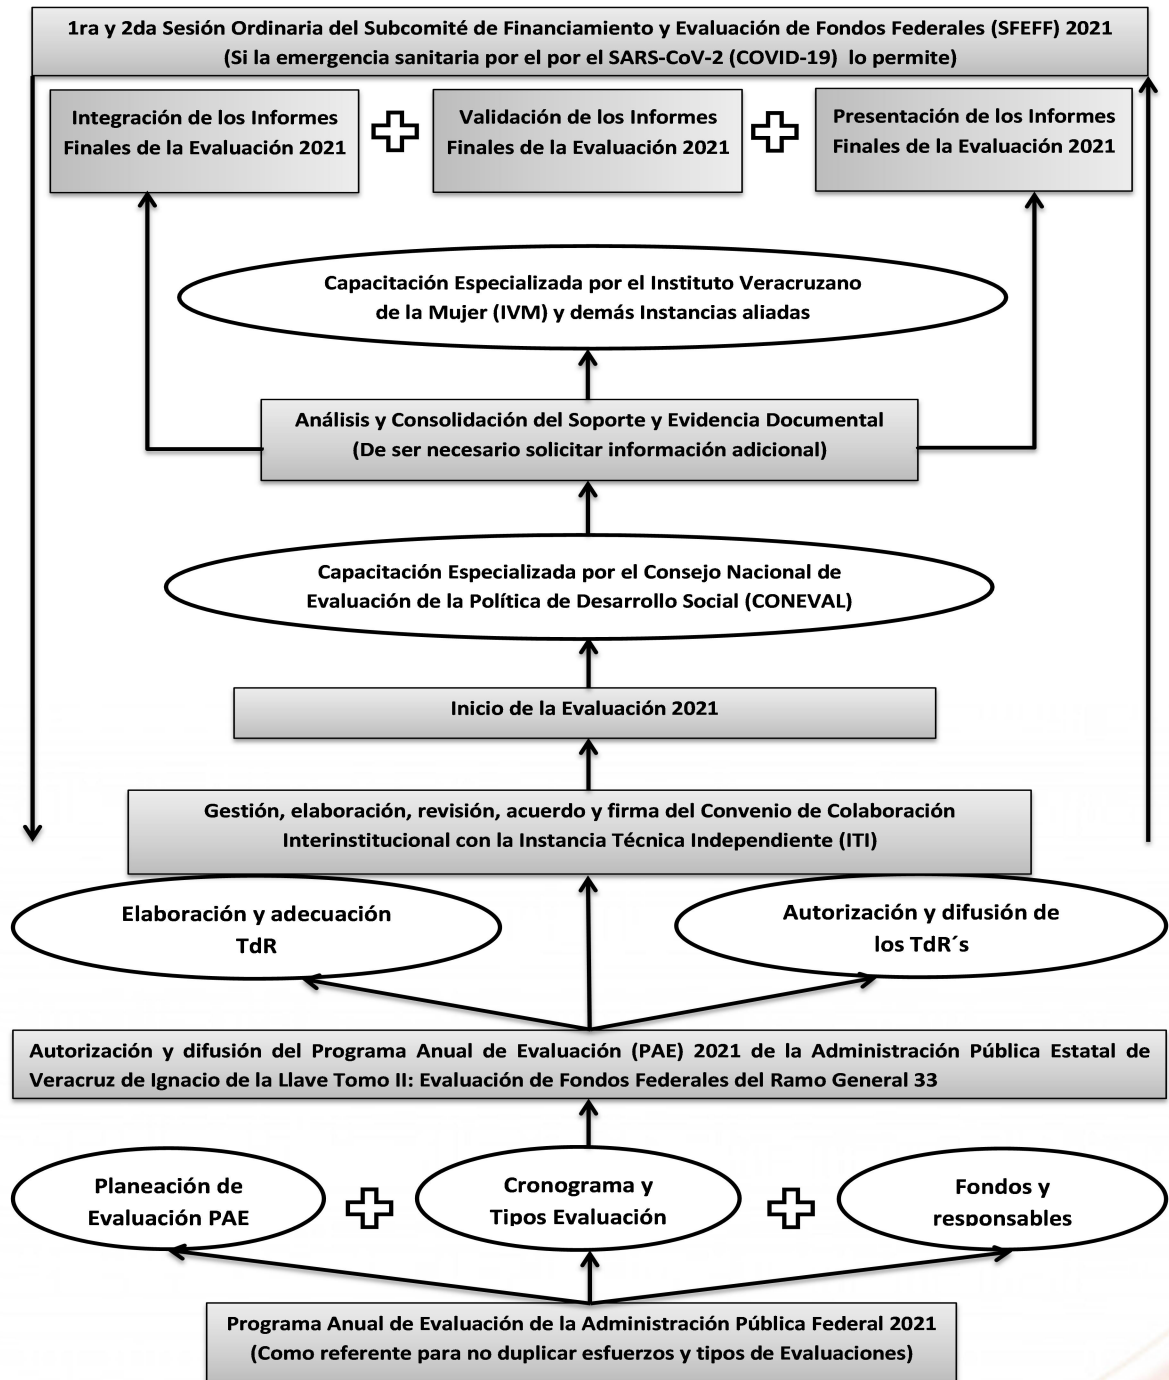 1ra y 2da Sesión Ordinaria del Subcomité de Financiamiento y Evaluación de Fondos Federales (SFEFF) 2021
(Si la emergencia sanitaria por el por el SARS-CoV-2 (COVID-19) lo permite)
Integración de los Informes
Finales de la Evaluación 2021
Validación de los Informes
Finales de la Evaluación 2021
Presentación de los Informes
Finales de la Evaluación 2021
Capacitación Especializada por el Instituto Veracruzano
de la Mujer (IVM) y demás Instancias aliadas
Análisis y Consolidación del Soporte y Evidencia Documental
(De ser necesario solicitar información adicional)
Capacitación Especializada por el Consejo Nacional de
Evaluación de la Política de Desarrollo Social (CONEVAL)
Inicio de la Evaluación 2021
Gestión, elaboración, revisión, acuerdo y firma del Convenio de Colaboración
Interinstitucional con la Instancia Técnica Independiente (ITI)
Elaboración y adecuación
TdR
Autorización y difusión de
los TdR´s
Autorización y difusión del Programa Anual de Evaluación (PAE) 2021 de la Administración Pública Estatal de
Veracruz de Ignacio de la Llave Tomo II: Evaluación de Fondos Federales del Ramo General 33
Planeación de
Evaluación PAE
Cronograma y
Tipos Evaluación
Fondos y
responsables
Programa Anual de Evaluación de la Administración Pública Federal 2021
(Como referente para no duplicar esfuerzos y tipos de Evaluaciones)